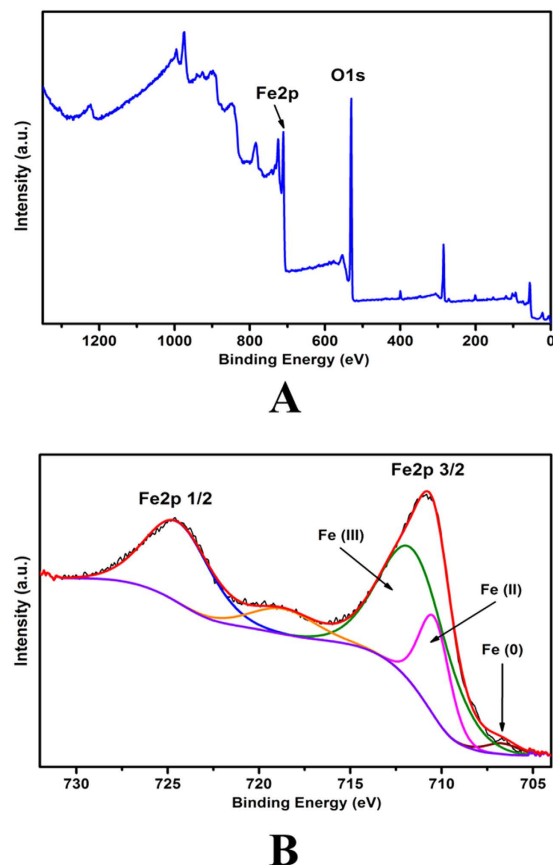 Intensity (a.u.)
Fe2p
O1s
1200 1000 800 600 400 200 0
Binding Energy (eV)
A
Intensity (a.u.)
Fe2p 1/2
Fe2p 3/2
Fe (III)
Fe (II)
Fe (0)
730 725 720 715 710 705
Binding Energy (eV)
B